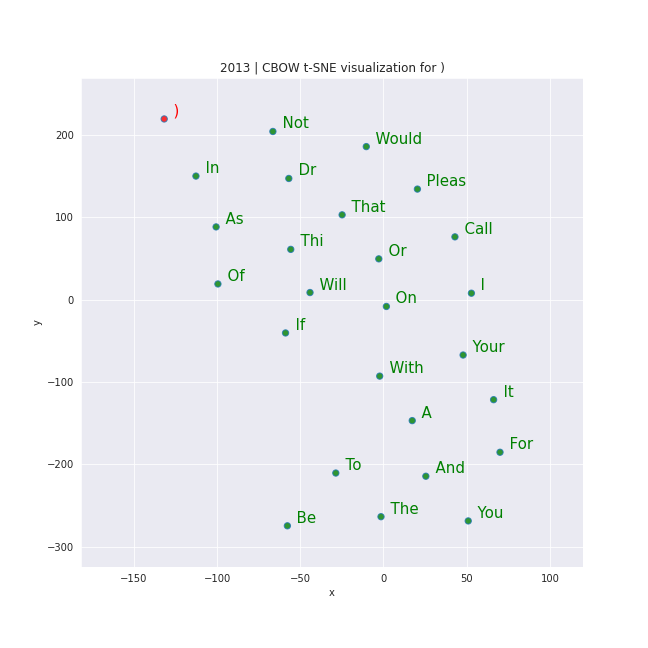 2013 | CBOW t-SNE visualization for )
)
Not
Would
In
Dr
Pleas
That
As
Call
Thi
Or
Of
Will
I
On
If
Your
With
It
A
For
To
And
The
Be
You
200
100
0
−100
−200
−300
y
−150
−100
−50
0
50
100
x